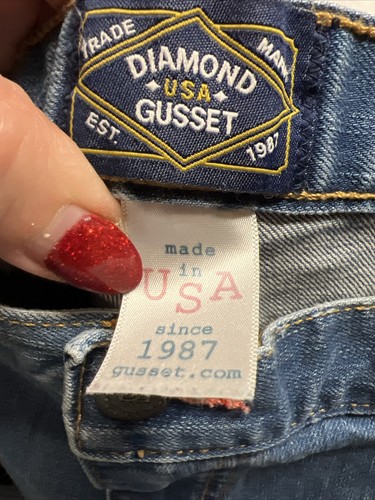 TRADE MARK
DIAMOND
USA
GUSSET
EST. 1987
made
in
USA
since
1987
gusset.com